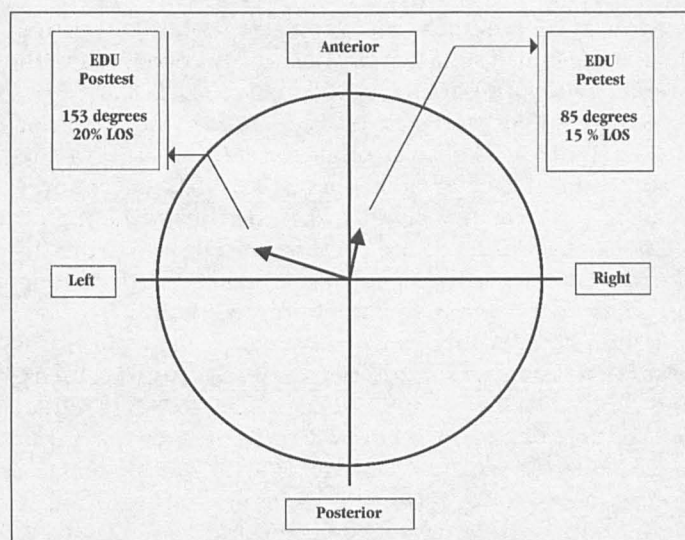 EDU
Posttest
153 degrees
20% LOS
Anterior
EDU
Pretest
85 degrees
15 % LOS
Left
Right
Posterior